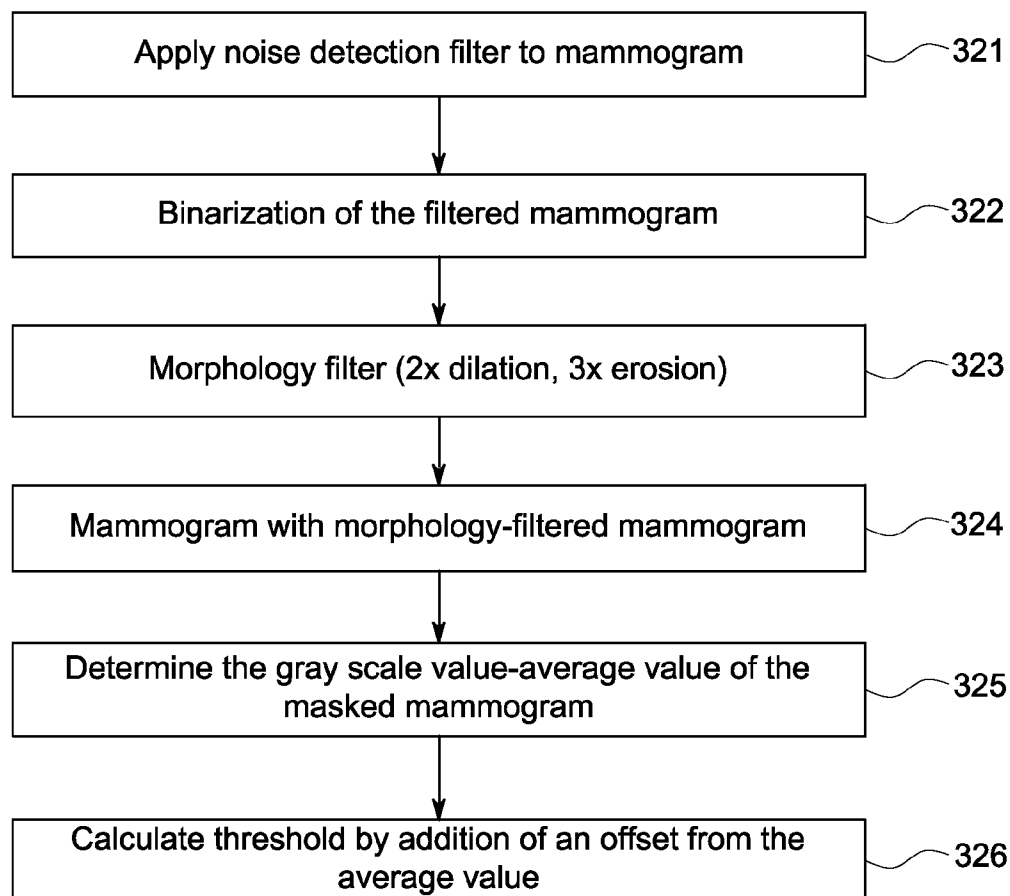 Apply noise detection filter to mammogram
321
Binarization of the filtered mammogram
322
Morphology filter (2x dilation, 3x erosion)
323
Mammogram with morphology-filtered mammogram
324
Determine the gray scale value-average value of the
masked mammogram
325
Calculate threshold by addition of an offset from the
average value
326